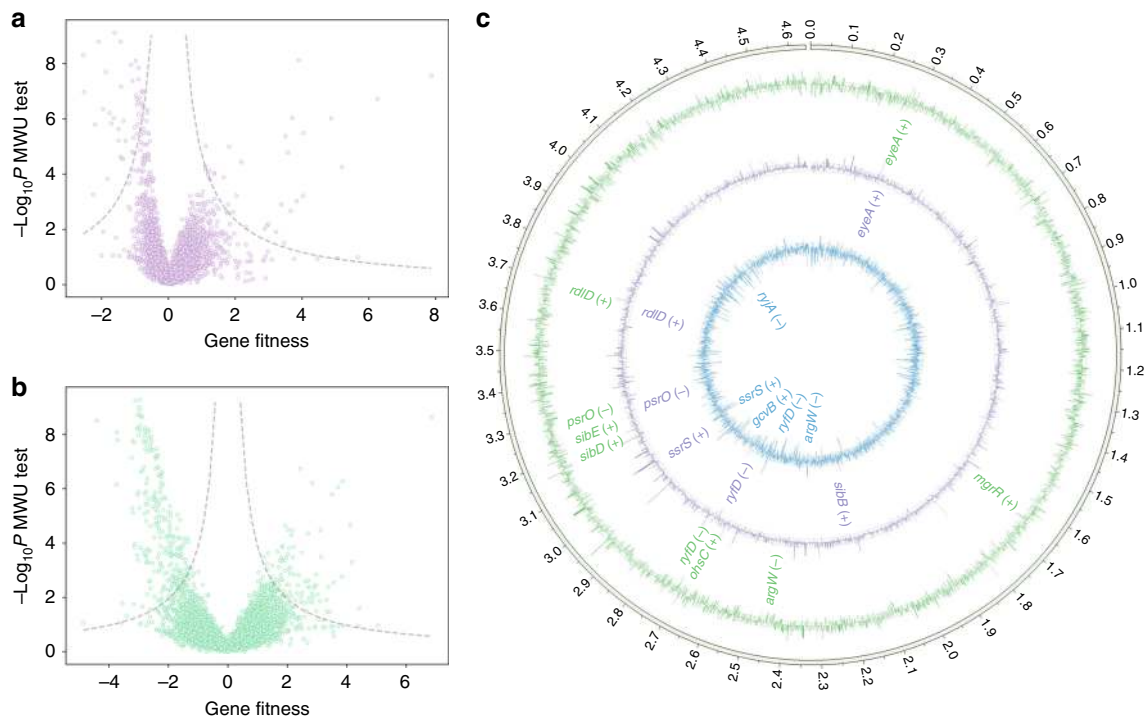 a
8
6
4
2
0
–Log10P MWU test
–2
0
2
4
6
8
Gene fitness
b
8
6
4
2
0
–Log10P MWU test
–4
–2
0
2
4
6
Gene fitness
c
0.0
0.1
0.2
0.3
0.4
0.5
0.6
0.7
0.8
0.9
1.0
1.1
1.2
1.3
1.4
1.5
1.6
1.7
1.8
1.9
2.0
2.1
2.2
2.3
2.4
2.5
2.6
2.7
2.8
2.9
3.0
3.1
3.2
3.3
3.4
3.5
3.6
3.7
3.8
3.9
4.0
4.1
4.2
4.3
4.4
4.5
4.6
eyeA (+)
eyeA (+)
ryjA (–)
rdlD (+)
rdlD (+)
psrO (–)
ssrS (+)
gcvB (+)
ryfD (–)
argW (–)
psrO (–)
sibE (+)
sibD (+)
ssrS (+)
ryfD (–)
sibB (+)
mgrR (+)
ryfD (–)
ohsC (+)
argW (–)